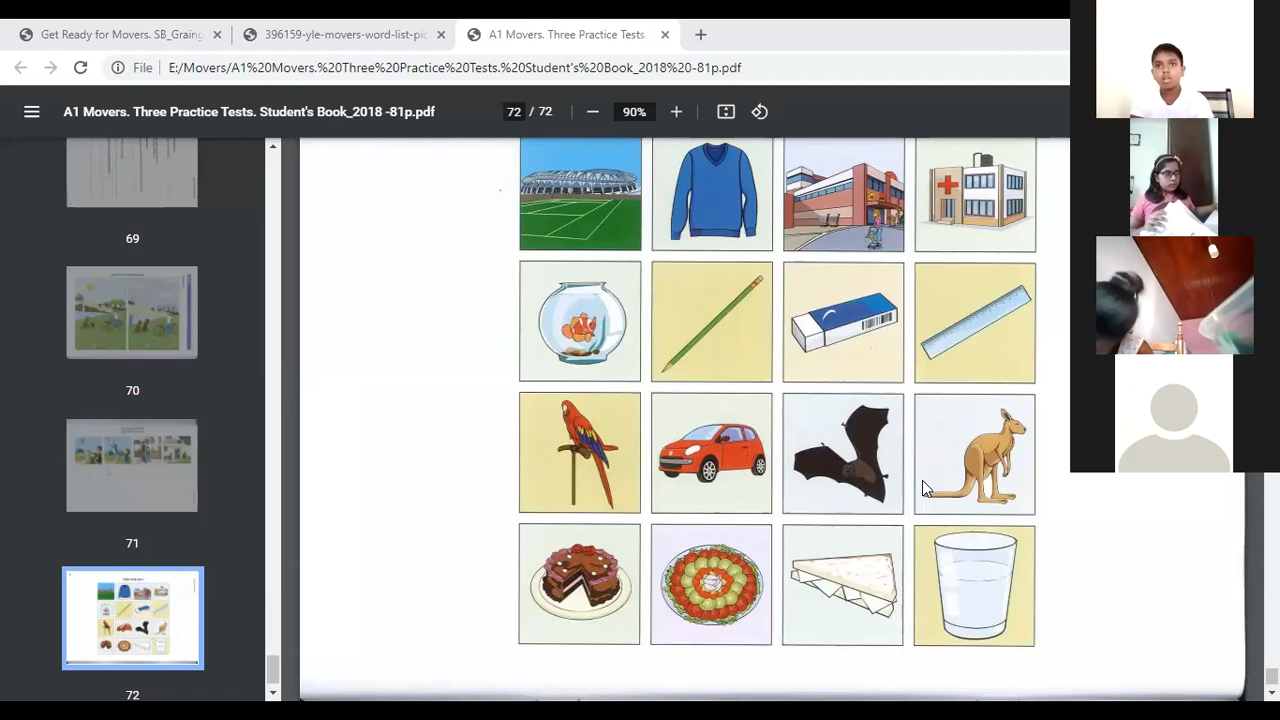 Get Ready for Movers. SB_Graing
396159-yle-movers-word-list-pic
A1 Movers. Three Practice Tests.
File
E:/Movers/A1%20Movers.%20Three%20Practice%20Tests.%20Student's%20Book_2018%20-81p.pdf
A1 Movers. Three Practice Tests. Student's Book_2018 -81p.pdf
72 / 72
90%
69
70
71
72